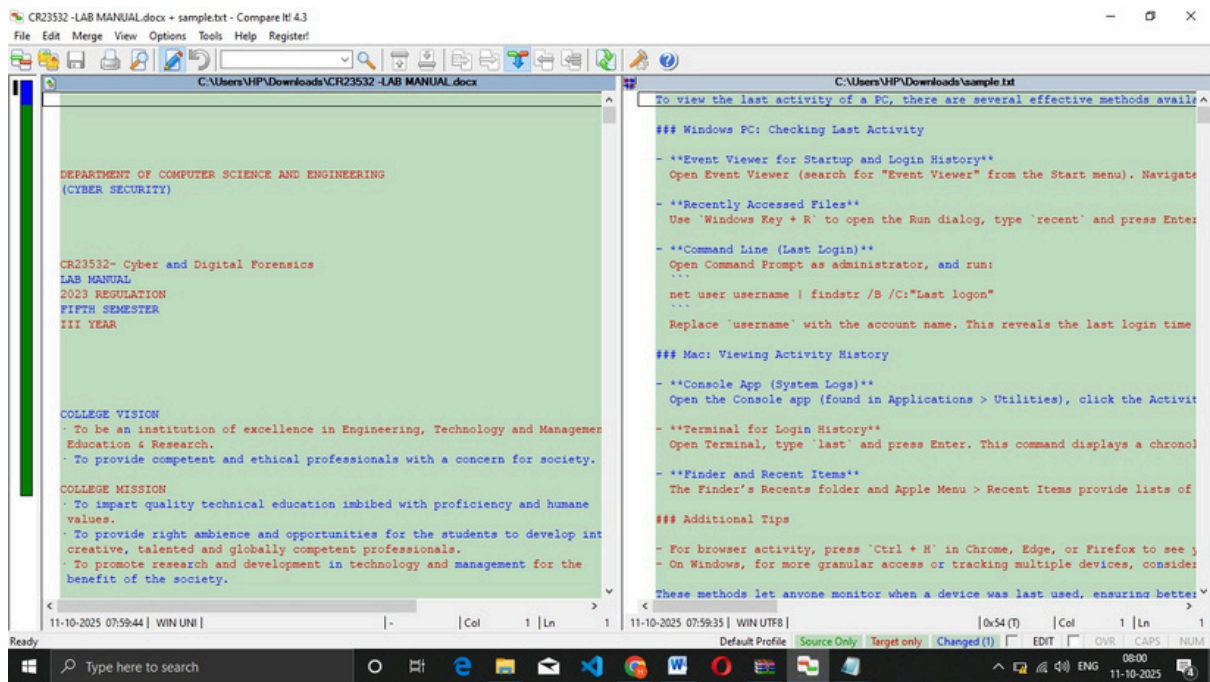 CR23532 -LAB MANUAL.docx + sample.txt - Compare It! 4.3
File Edit Merge View Options Tools Help Register!
C:\Users\HP\Downloads\CR23532 -LAB MANUAL.docx
DEPARTMENT OF COMPUTER SCIENCE AND ENGINEERING
(CYBER SECURITY)
CR23532- Cyber and Digital Forensics
LAB MANUAL
2023 REGULATION
FIFTH SEMESTER
III YEAR
COLLEGE VISION
· To be an institution of excellence in Engineering, Technology and Managemen
Education & Research.
· To provide competent and ethical professionals with a concern for society.
COLLEGE MISSION
· To impart quality technical education imbibed with proficiency and humane
values.
· To provide right ambience and opportunities for the students to develop int
creative, talented and globally competent professionals.
· To promote research and development in technology and management for the
benefit of the society.
11-10-2025 07:59:44 | WIN UNI | | - | Col 1 | Ln 1
C:\Users\HP\Downloads\sample.txt
To view the last activity of a PC, there are several effective methods availa
### Windows PC: Checking Last Activity
- **Event Viewer for Startup and Login History**
Open Event Viewer (search for "Event Viewer" from the Start menu). Navigate
- **Recently Accessed Files**
Use `Windows Key + R` to open the Run dialog, type `recent` and press Enter
- **Command Line (Last Login)**
Open Command Prompt as administrator, and run:
```
net user username | findstr /B /C:"Last logon"
```
Replace `username` with the account name. This reveals the last login time
### Mac: Viewing Activity History
- **Console App (System Logs)**
Open the Console app (found in Applications > Utilities), click the Activit
- **Terminal for Login History**
Open Terminal, type `last` and press Enter. This command displays a chronol
- **Finder and Recent Items**
The Finder's Recents folder and Apple Menu > Recent Items provide lists of
### Additional Tips
- For browser activity, press `Ctrl + H` in Chrome, Edge, or Firefox to see y
- On Windows, for more granular access or tracking multiple devices, consider
These methods let anyone monitor when a device was last used, ensuring better
11-10-2025 07:59:35 | WIN UTF8 | | 0x54 (T) | Col 1 | Ln 1
Ready
Default Profile Source Only Target only Changed (1) EDIT OVR CAPS NUM
Type here to search
ENG
08:00
11-10-2025
4